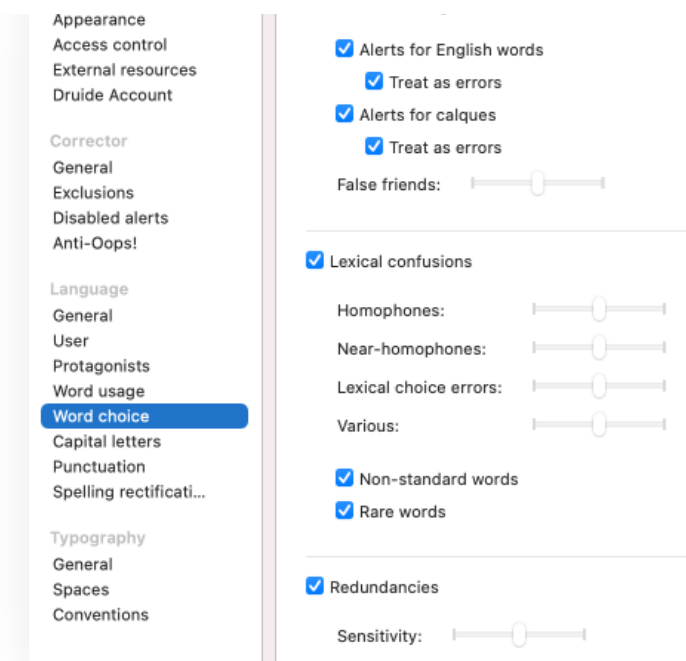 Appearance
Access control
External resources
Druide Account
Corrector
General
Exclusions
Disabled alerts
Anti-Oops!
Language
General
User
Protagonists
Word usage
Word choice
Capital letters
Punctuation
Spelling rectificati...
Typography
General
Spaces
Conventions
Alerts for English words
Treat as errors
Alerts for calques
Treat as errors
False friends:
Lexical confusions
Homophones:
Near-homophones:
Lexical choice errors:
Various:
Non-standard words
Rare words
Redundancies
Sensitivity: